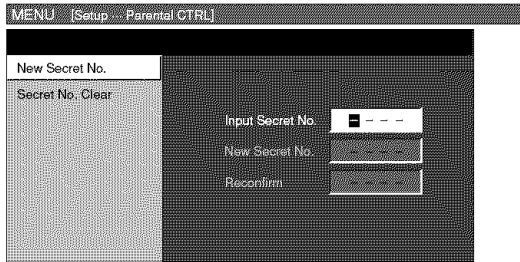 MENU [Setup ··· Parental CTRL]
New Secret No.
Secret No. Clear
Input Secret No. – – – –
New Secret No. – – – –
Reconfirm – – – –